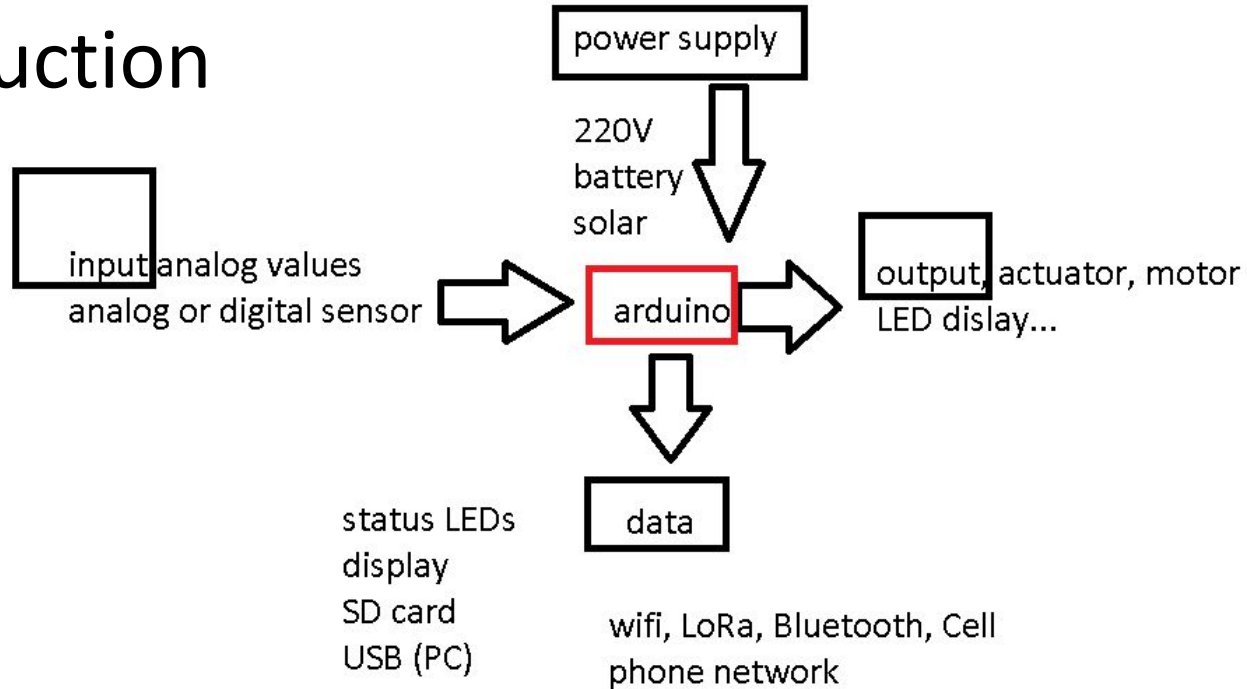 uction
power supply
220V
battery
solar
input analog values
analog or digital sensor
arduino
output, actuator, motor
LED dislay...
data
status LEDs
display
SD card
USB (PC)
wifi, LoRa, Bluetooth, Cell
phone network